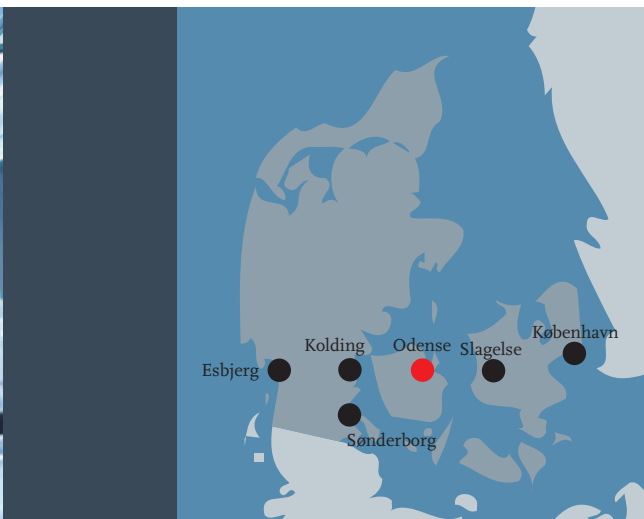 København
Kolding
Odense
Slagelse
Esbjerg
Sønderborg